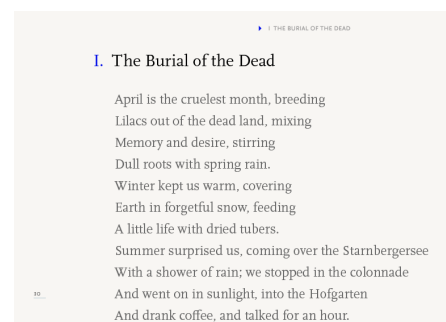 I THE BURIAL OF THE DEAD
I. The Burial of the Dead
April is the cruelest month, breeding
Lilacs out of the dead land, mixing
Memory and desire, stirring
Dull roots with spring rain.
Winter kept us warm, covering
Earth in forgetful snow, feeding
A little life with dried tubers.
Summer surprised us, coming over the Starnbergersee
With a shower of rain; we stopped in the colonnade
30
And went on in sunlight, into the Hofgarten
And drank coffee, and talked for an hour.